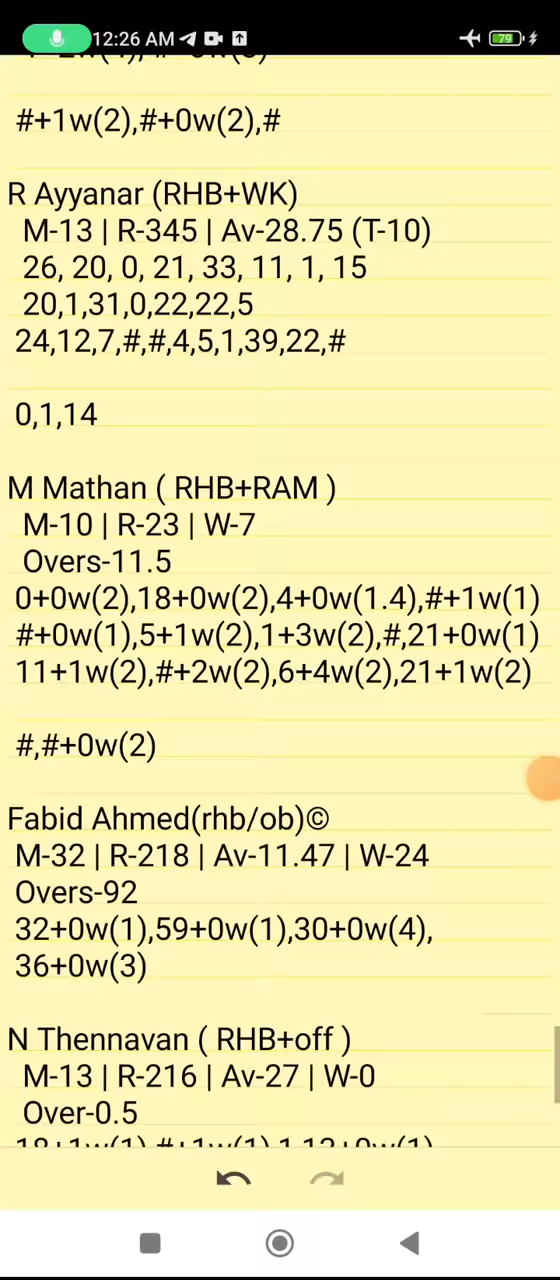 12:26 AM
79
#+1w(2),#+0w(2),#
R Ayyanar (RHB+WK)
M-13 | R-345 | Av-28.75 (T-10)
26, 20, 0, 21, 33, 11, 1, 15
20,1,31,0,22,22,5
24,12,7,#,#,4,5,1,39,22,#
0,1,14
M Mathan ( RHB+RAM )
M-10 | R-23 | W-7
Overs-11.5
0+0w(2),18+0w(2),4+0w(1.4),#+1w(1)
#+0w(1),5+1w(2),1+3w(2),#,21+0w(1)
11+1w(2),#+2w(2),6+4w(2),21+1w(2)
#,#+0w(2)
Fabid Ahmed(rhb/ob)©
M-32 | R-218 | Av-11.47 | W-24
Overs-92
32+0w(1),59+0w(1),30+0w(4),
36+0w(3)
N Thennavan ( RHB+off )
M-13 | R-216 | Av-27 | W-0
Over-0.5